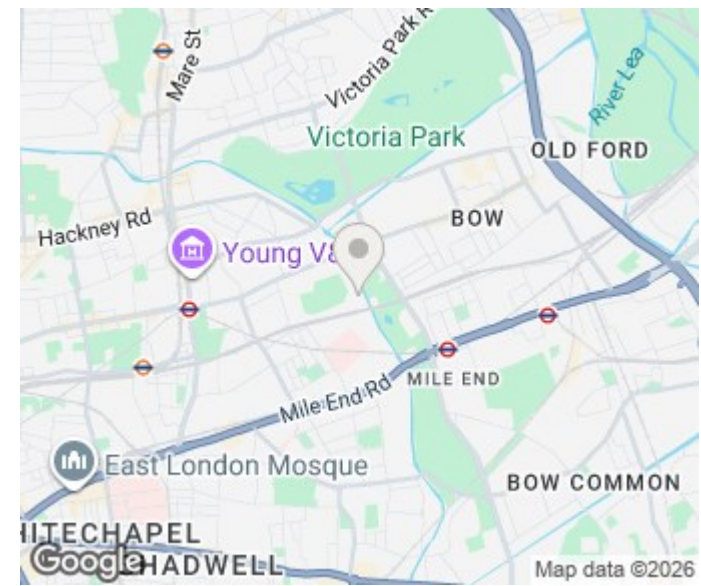 Mare St
Victoria Park R
River Lea
Victoria Park
OLD FORD
Hackney Rd
BOW
Young V&
MILE END
Mile End Rd
East London Mosque
BOW COMMON
HITECHAPEL
Google
HADWELL
Map data ©2026